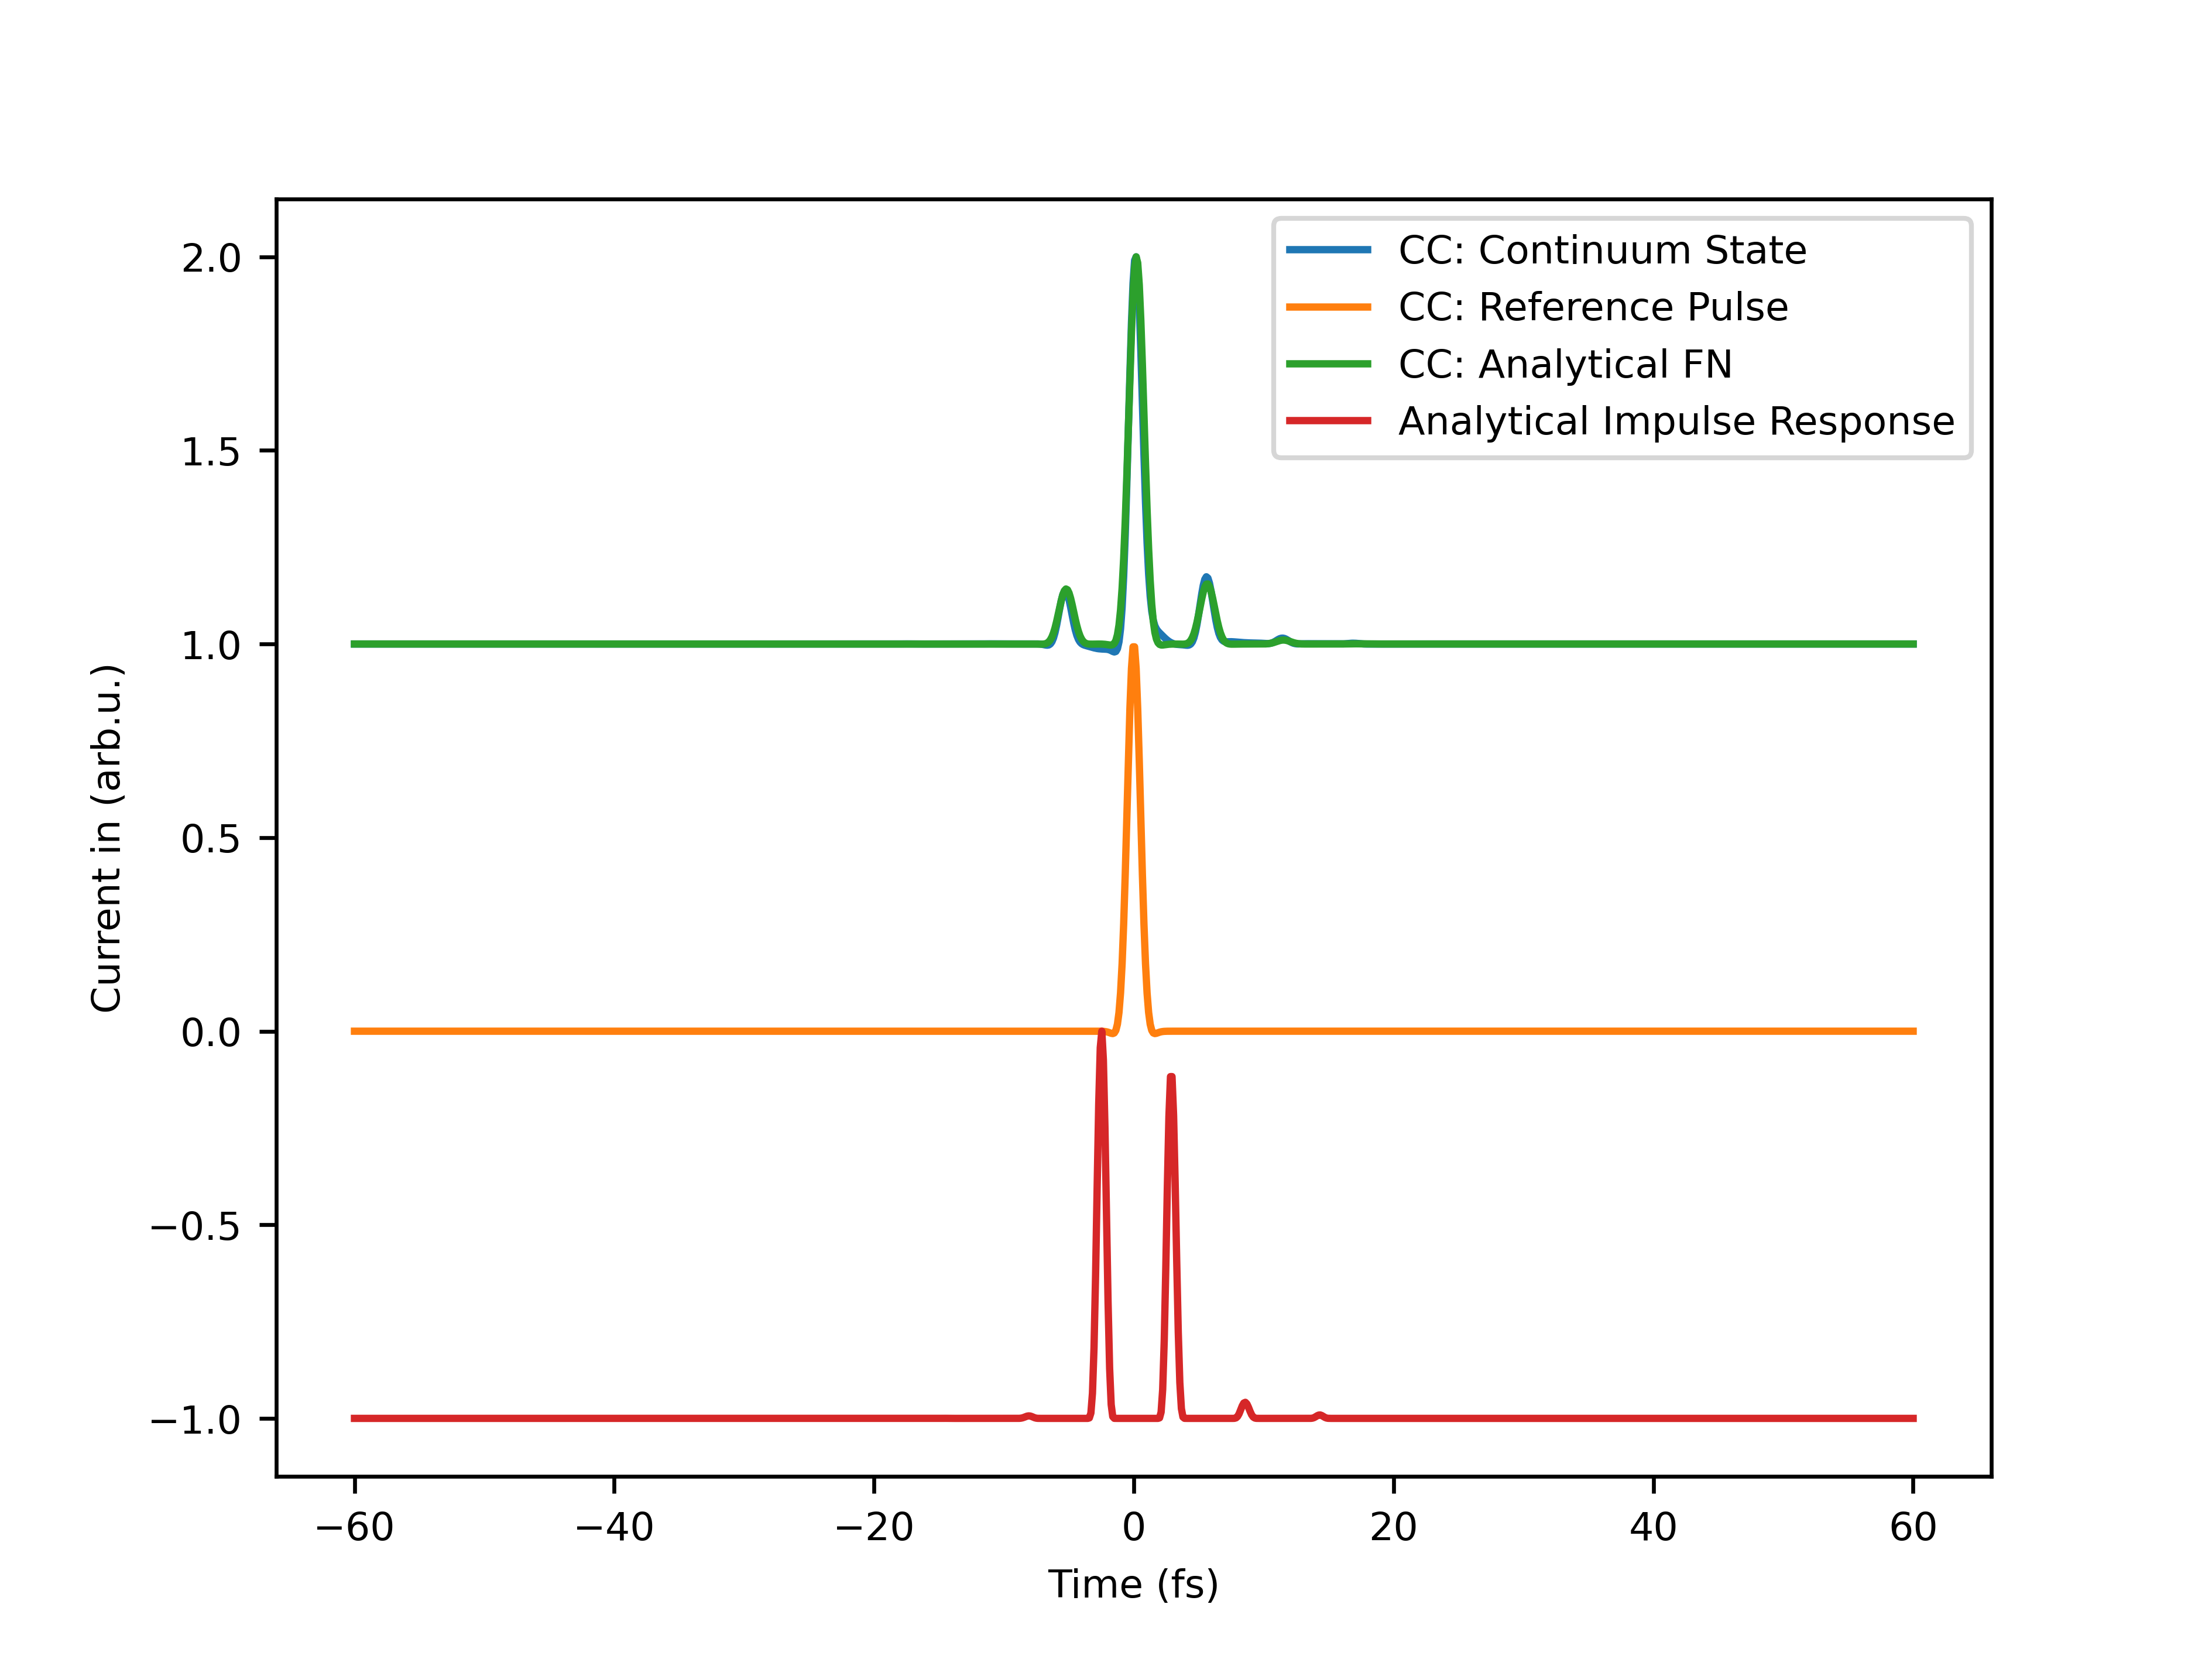 CC: Continuum State
CC: Reference Pulse
CC: Analytical FN
Analytical Impulse Response
Current in (arb.u.)
2.0
1.5
1.0
0.5
0.0
−0.5
−1.0
−60 −40 −20 0 20 40 60
Time (fs)